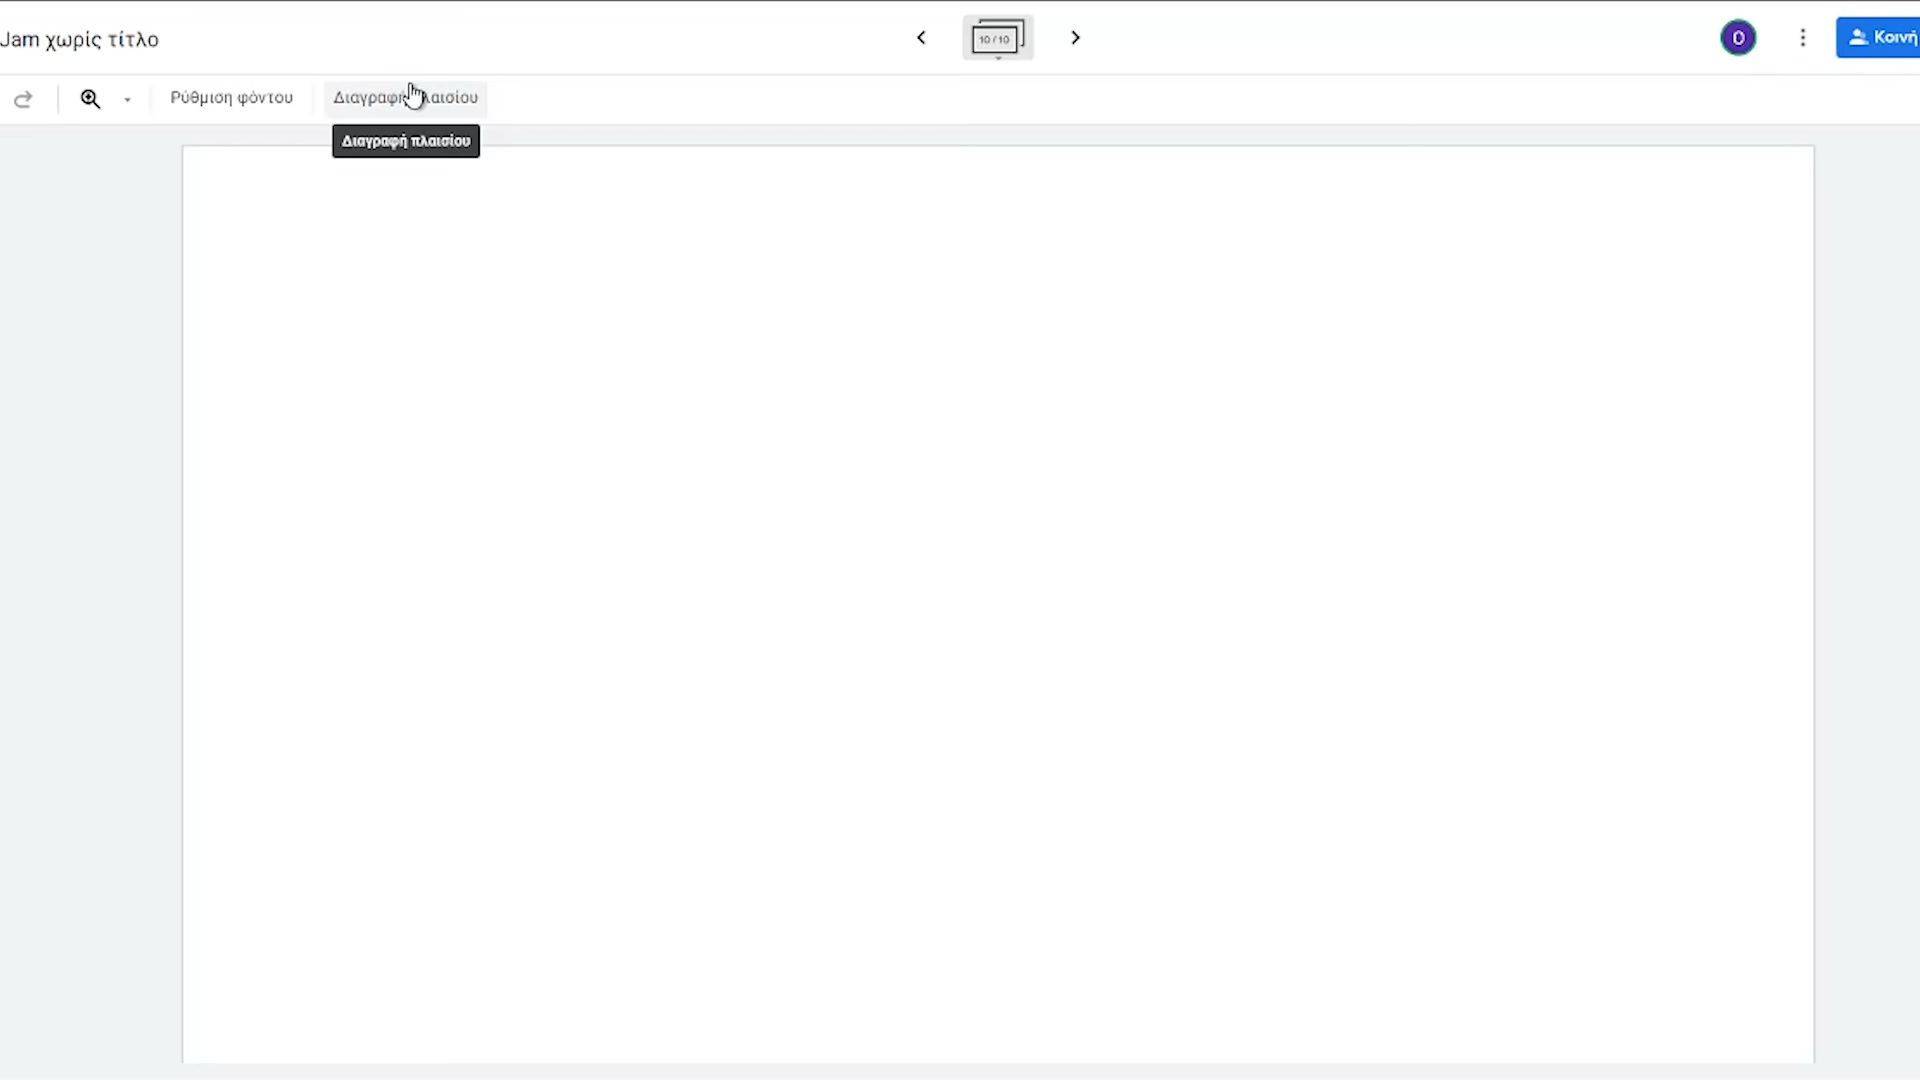 Jam χωρίς τίτλο
10 / 10
O
Κοινή
Ρύθμιση φόντου
Διαγραφή πλαισίου
Διαγραφή πλαισίου